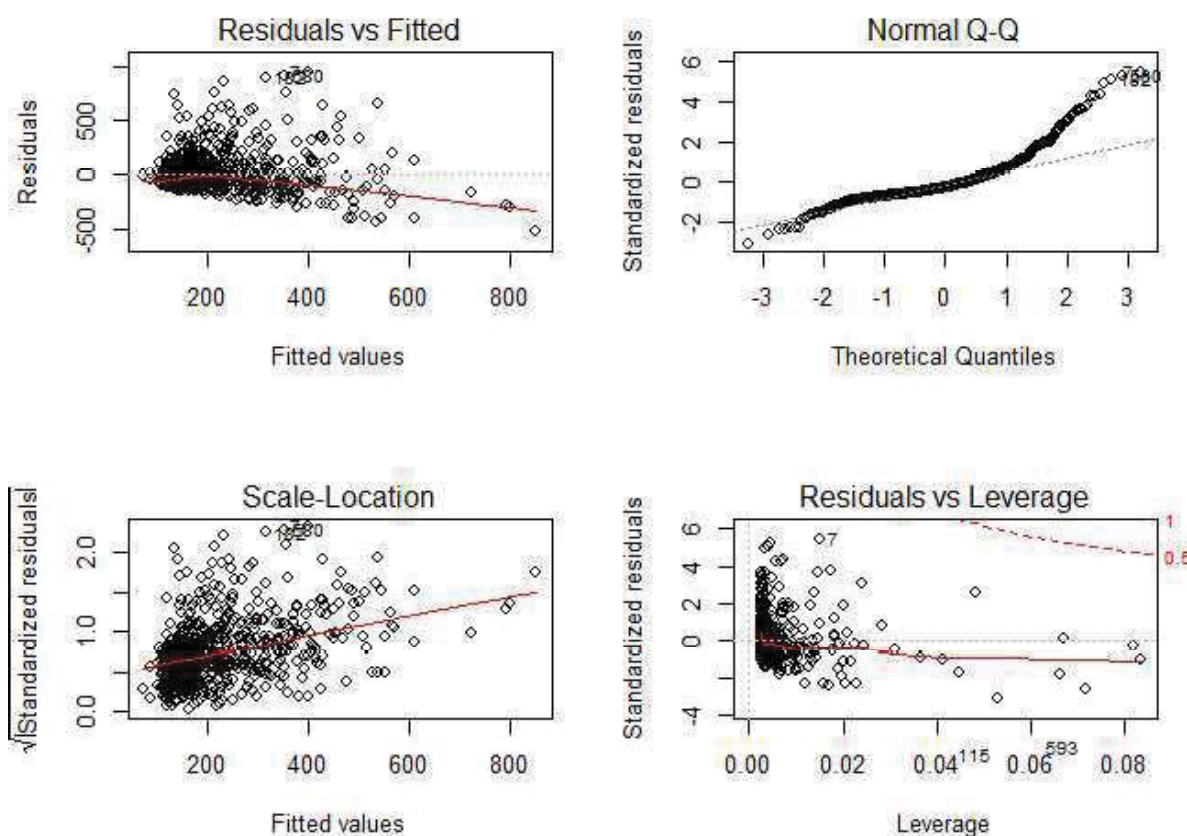 Residuals vs Fitted
Residuals
500
0
-500
200 400 600 800
Fitted values
Normal Q-Q
Standardized residuals
6
4
2
0
-2
-3 -2 -1 0 1 2 3
Theoretical Quantiles
Scale-Location
√|Standardized residuals|
2.0
1.0
0.0
200 400 600 800
Fitted values
Residuals vs Leverage
Standardized residuals
6
4
2
0
-4
7
1
0.5
0.00 0.02 0.04 0.06 0.08
115
593
Leverage